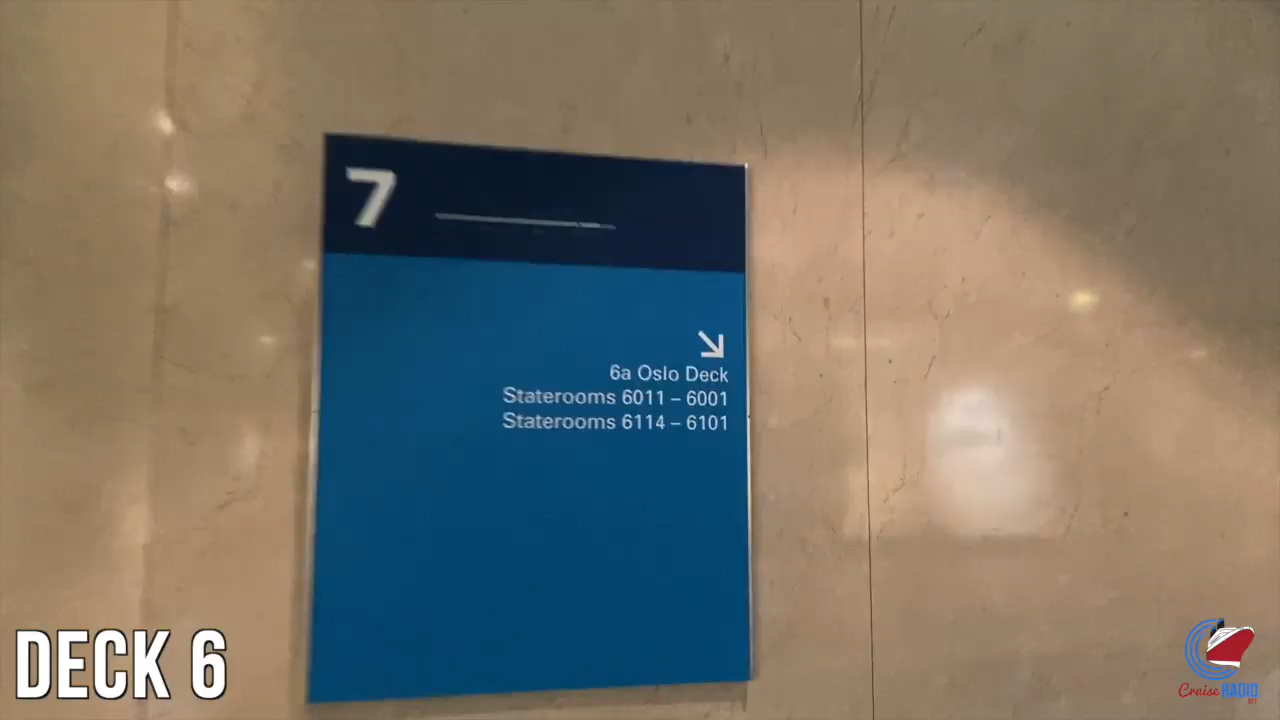 7
6a Oslo Deck
Staterooms 6011 – 6001
Staterooms 6114 – 6101
DECK 6
Cruise RADIO